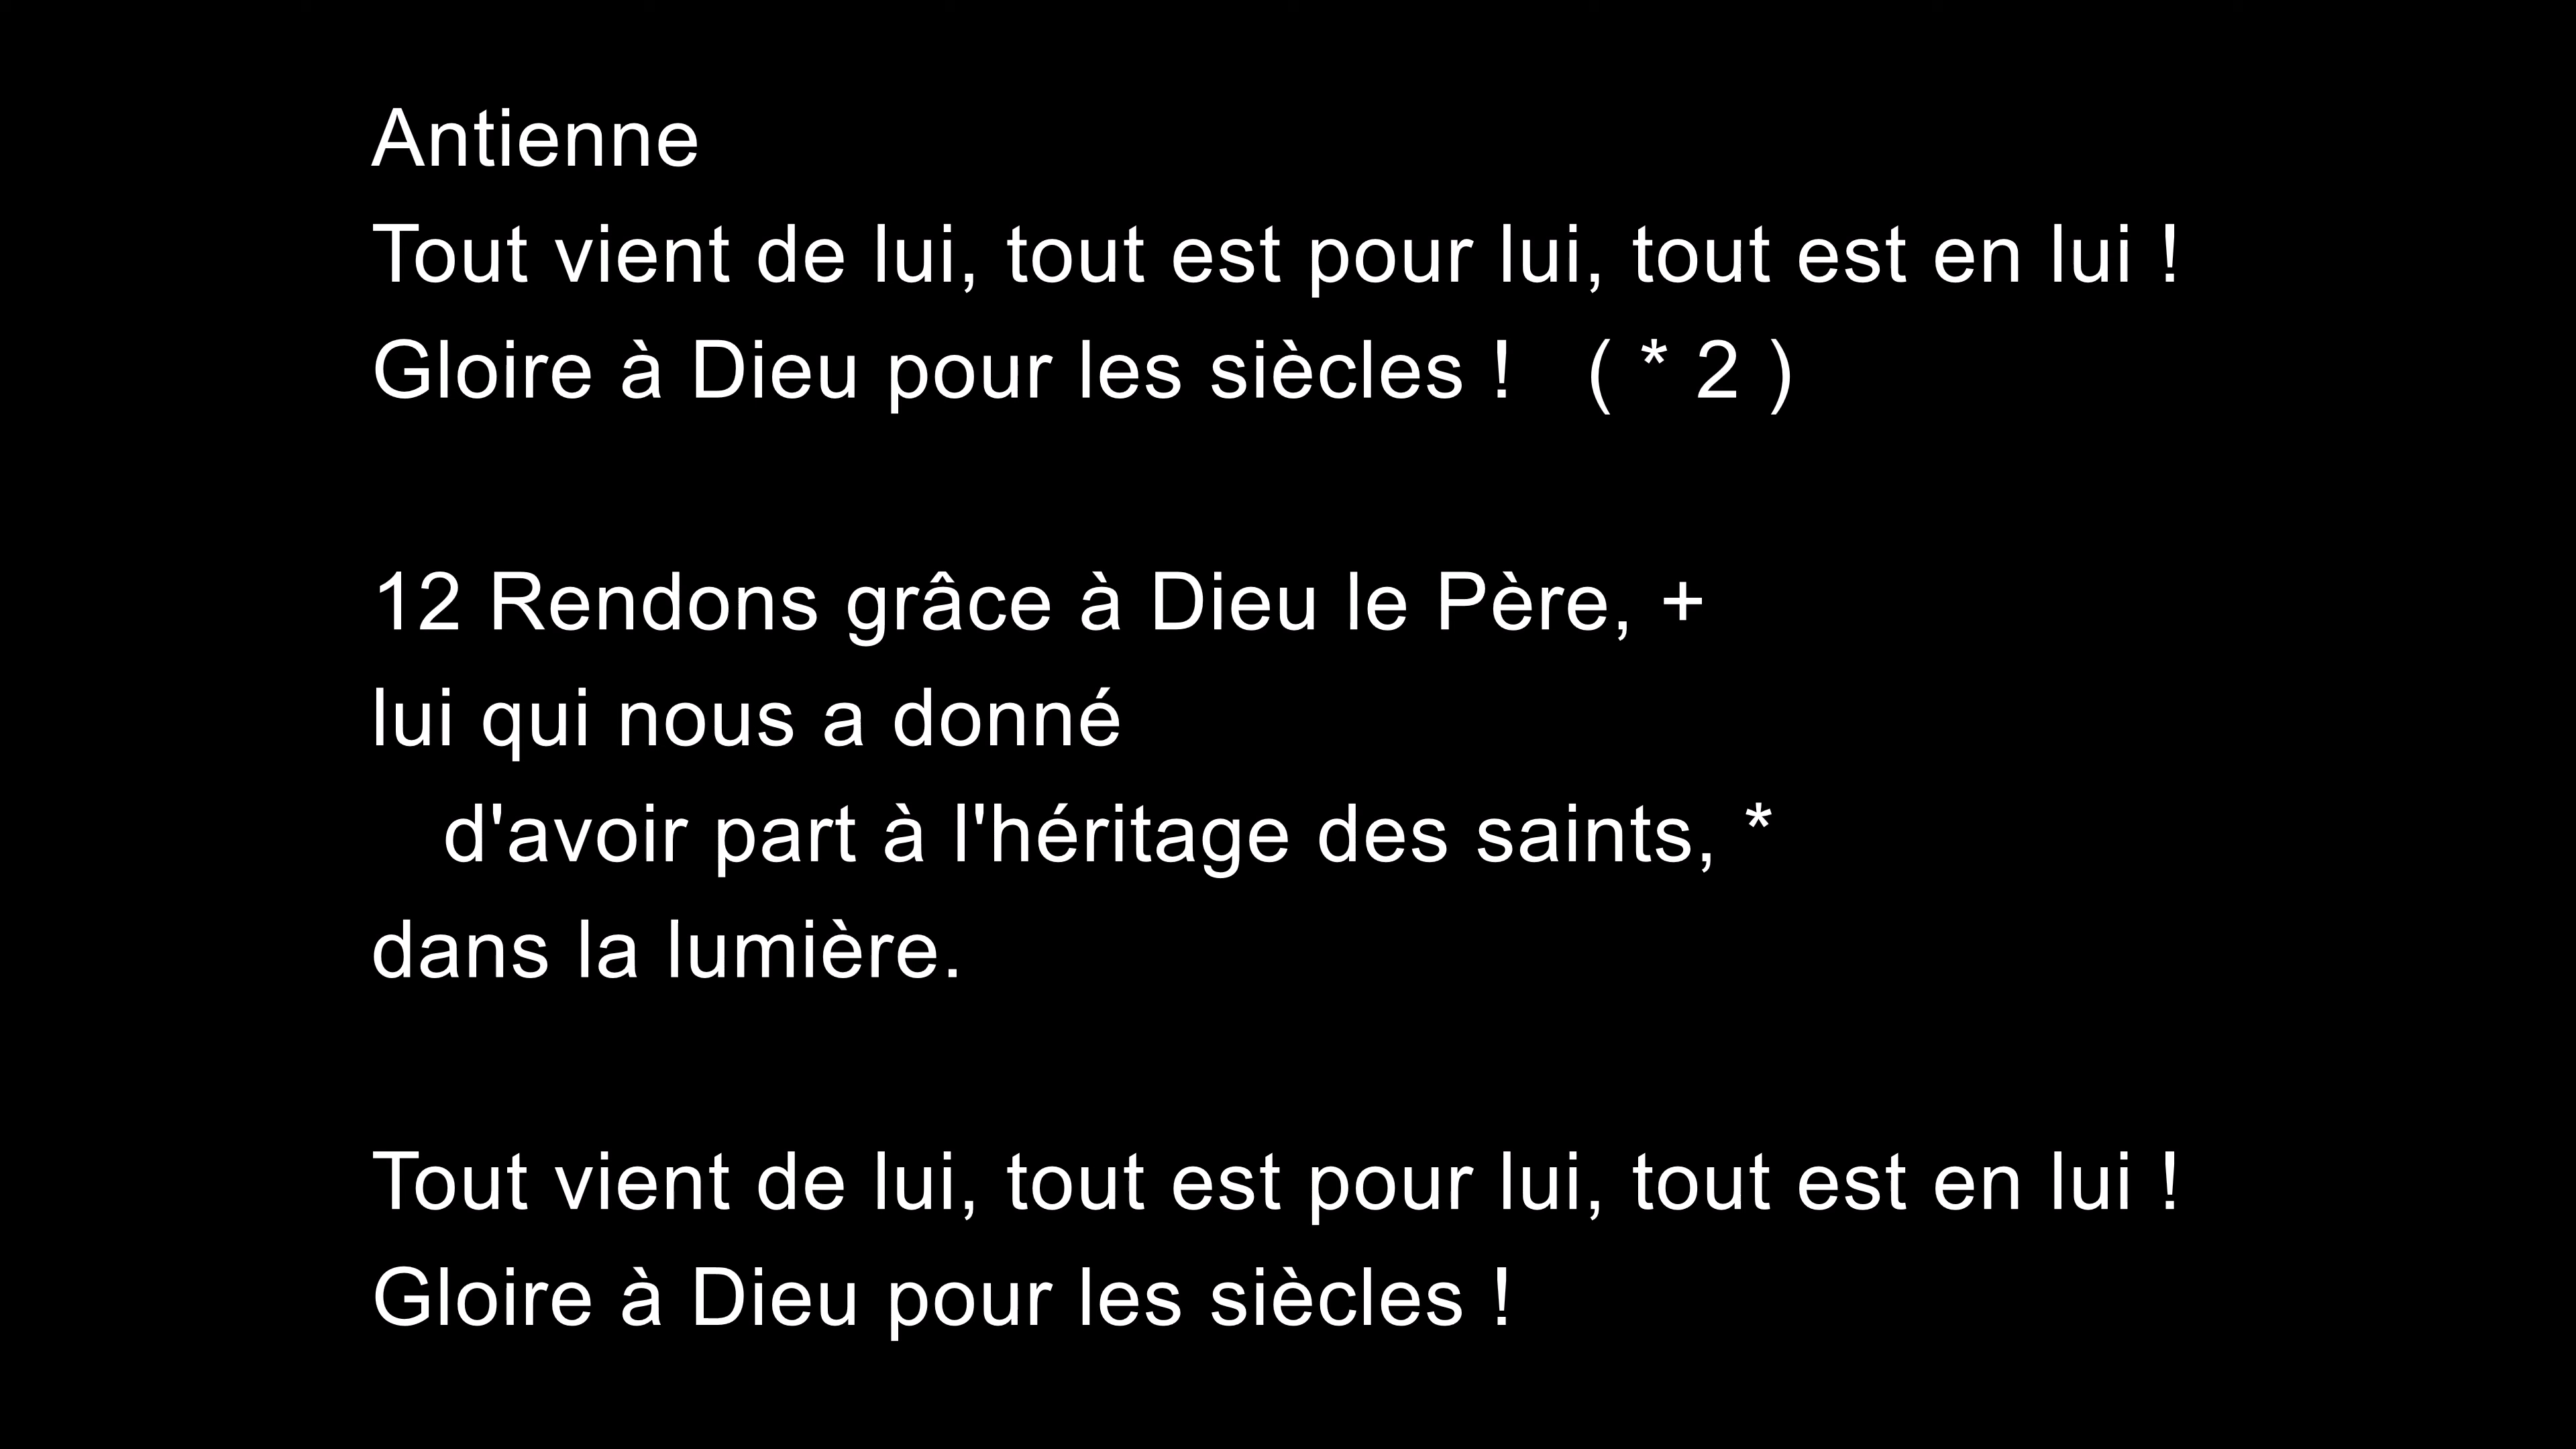 Antienne
Tout vient de lui, tout est pour lui, tout est en lui !
Gloire à Dieu pour les siècles !   ( * 2 )
12 Rendons grâce à Dieu le Père, +
lui qui nous a donné
d'avoir part à l'héritage des saints, *
dans la lumière.
Tout vient de lui, tout est pour lui, tout est en lui !
Gloire à Dieu pour les siècles !